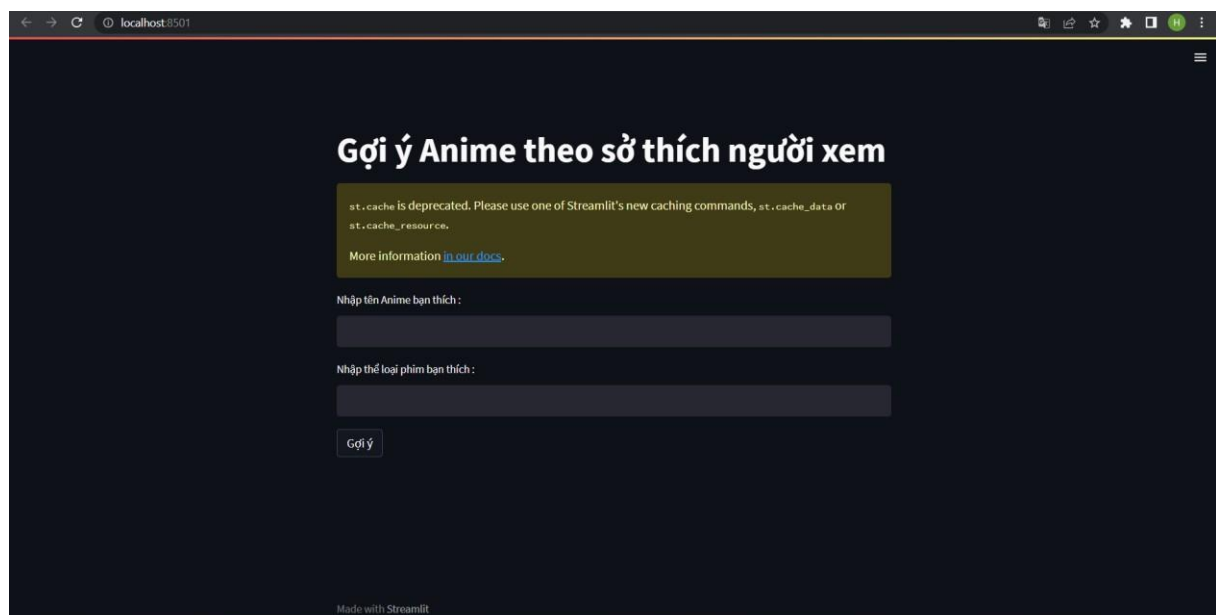 localhost:8501
H
Gợi ý Anime theo sở thích người xem
st.cache is deprecated. Please use one of Streamlit's new caching commands, st.cache_data or
st.cache_resource.
More information in our docs.
Nhập tên Anime bạn thích :
Nhập thể loại phim bạn thích :
Gợi ý
Made with Streamlit